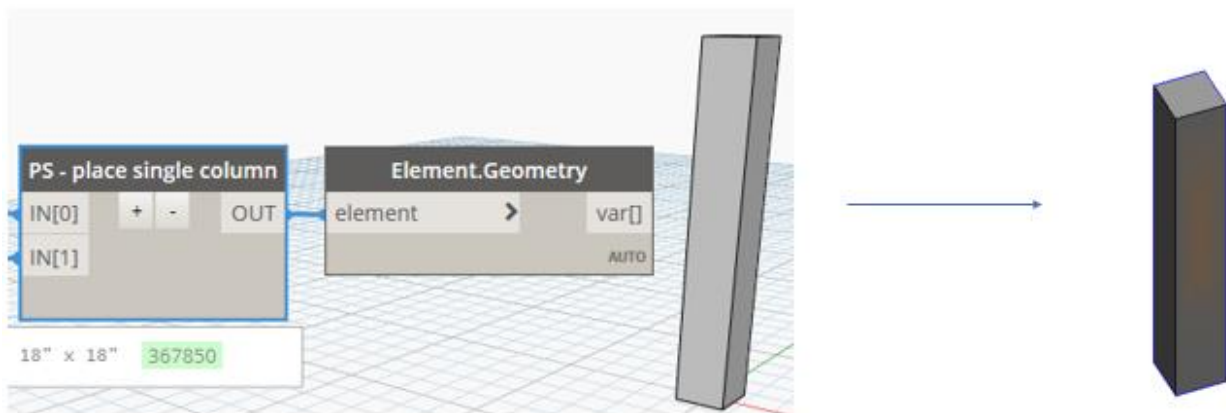 PS - place single column
IN[0] + - OUT
IN[1]
Element.Geometry
element > var[]
AUTO
18" x 18" 367850